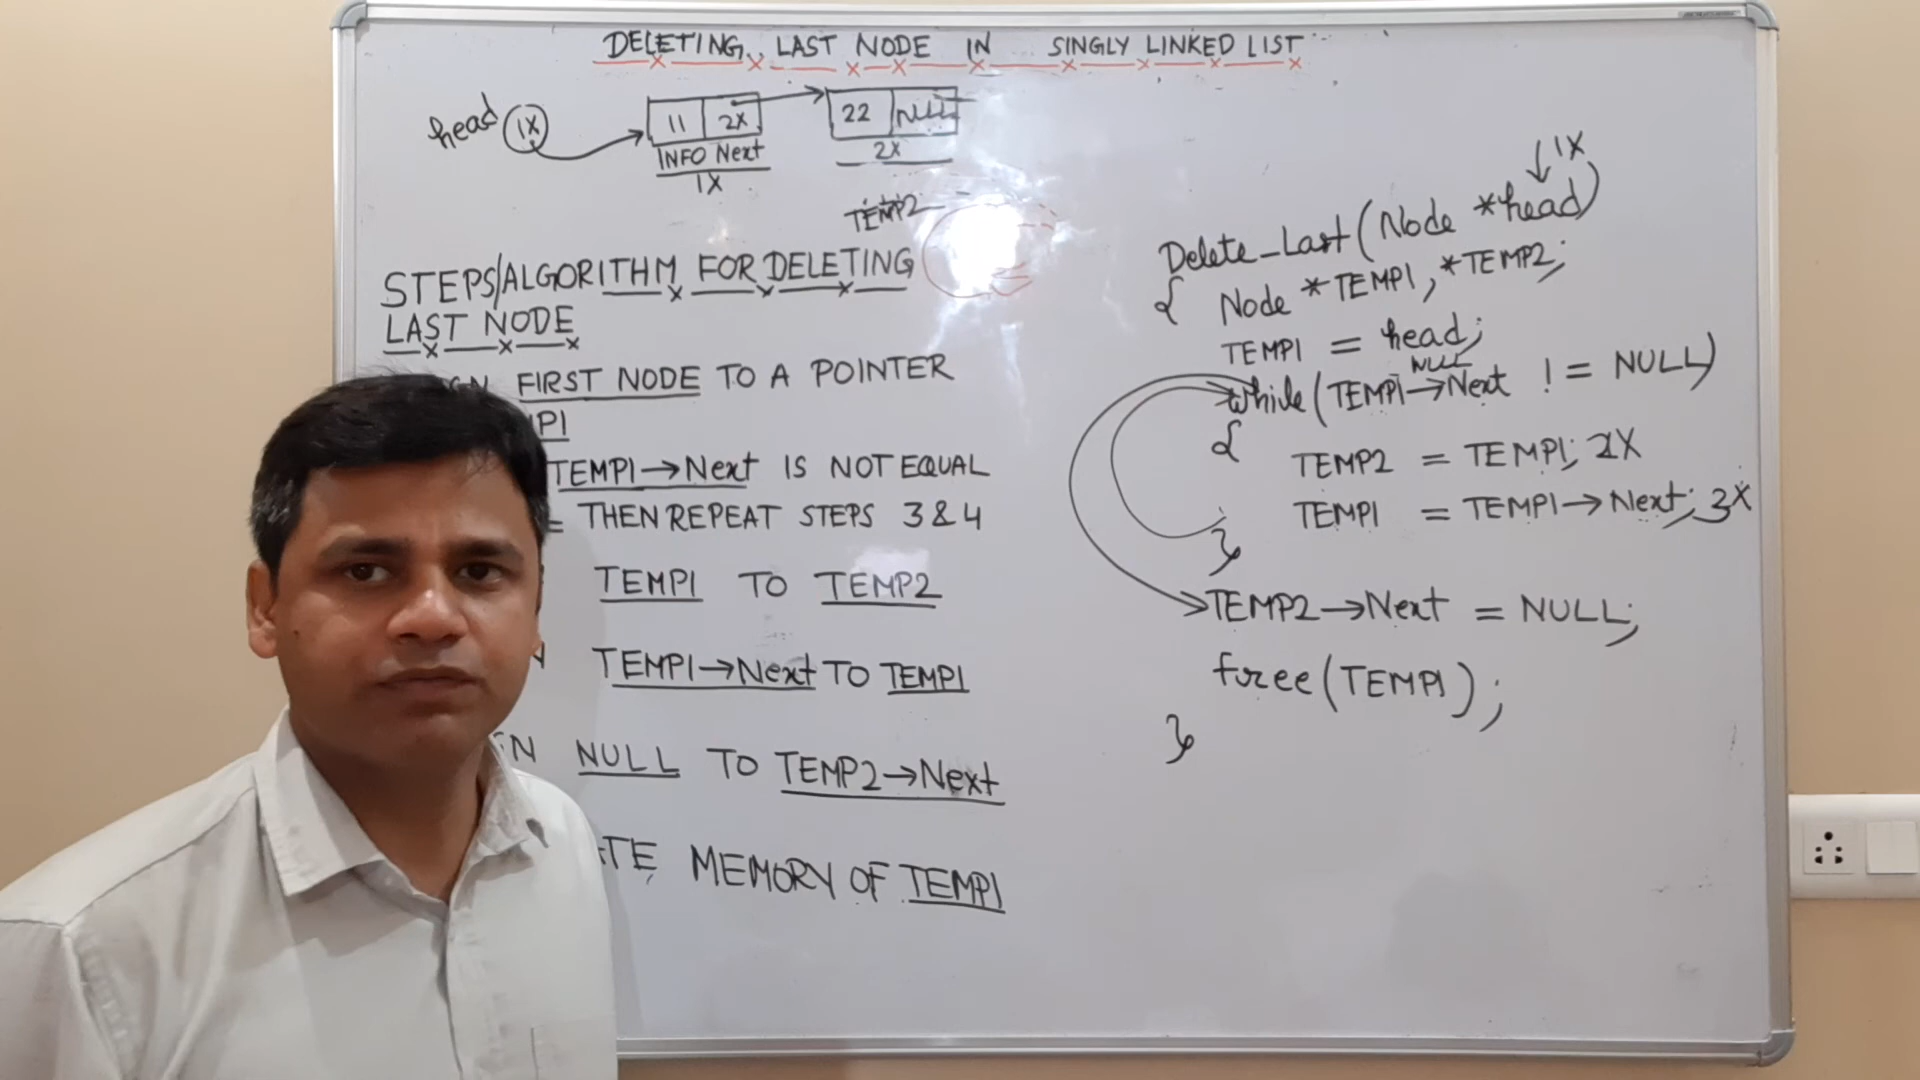 DELETING LAST NODE IN SINGLY LINKED LIST
head 1X
11 2X
22 NULL
INFO Next
1X
2X
TEMP2
STEPS/ALGORITHM FOR DELETING
LAST NODE
FIRST NODE TO A POINTER
TEMP1→Next IS NOT EQUAL
THEN REPEAT STEPS 3 & 4
TEMP1 TO TEMP2
TEMP1→Next TO TEMP1
NULL TO TEMP2→Next
MEMORY OF TEMP1
1X
Delete_Last(Node *head)
{ Node *TEMP1, *TEMP2;
TEMP1 = head;
NULL
while(TEMP1→Next != NULL)
{
TEMP2 = TEMP1; 2X
TEMP1 = TEMP1→Next; 3X
}
TEMP2→Next = NULL;
free(TEMP1);
}